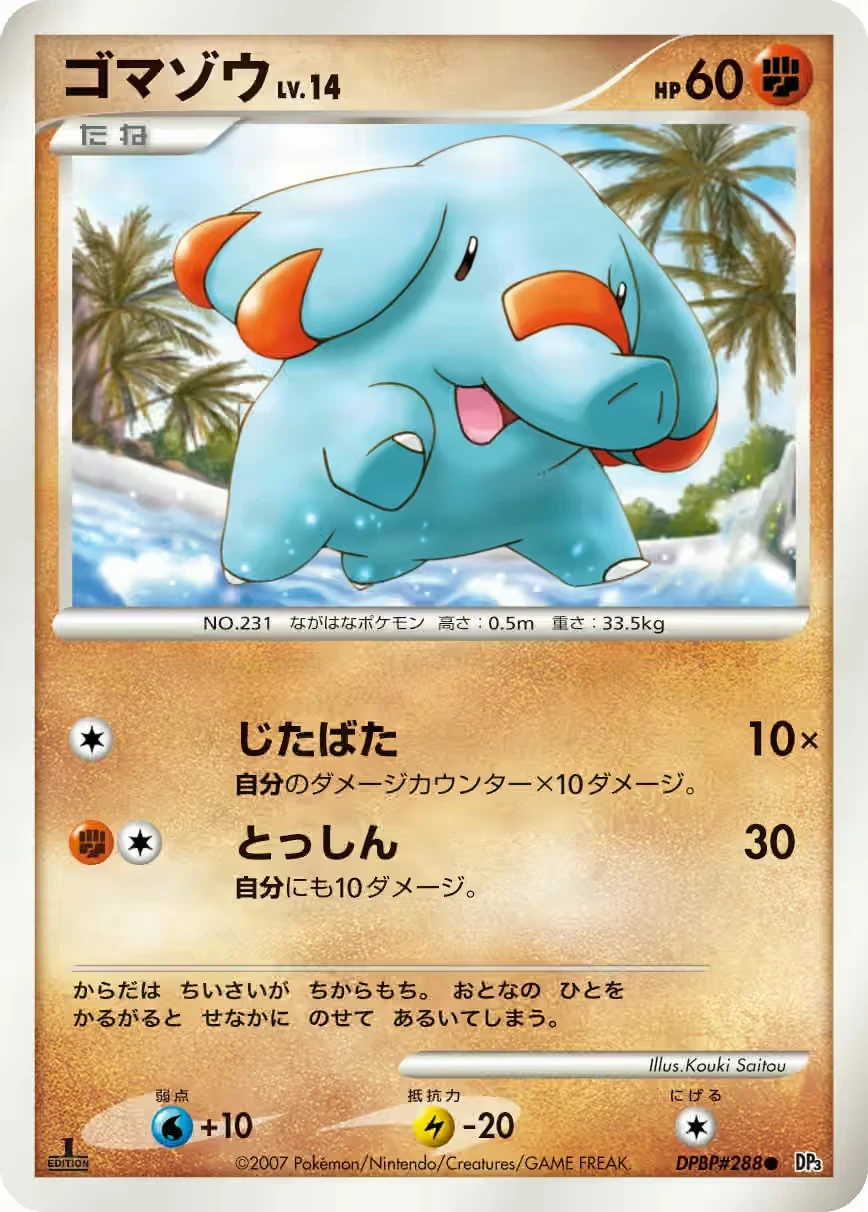 ゴマゾウ LV.14 HP 60
たね
NO.231 ながはなポケモン 高さ:0.5m 重さ:33.5kg
じたばた 10×
自分のダメージカウンター×10ダメージ。
とっしん 30
自分にも10ダメージ。
からだは ちいさいが ちからもち。 おとなの ひとを
かるがると せなかに のせて あるいてしまう。
Illus.Kouki Saitou
弱点 抵抗力 にげる
+10 -20
1 EDITION
©2007 Pokémon/Nintendo/Creatures/GAME FREAK. DPBP#288● DP3